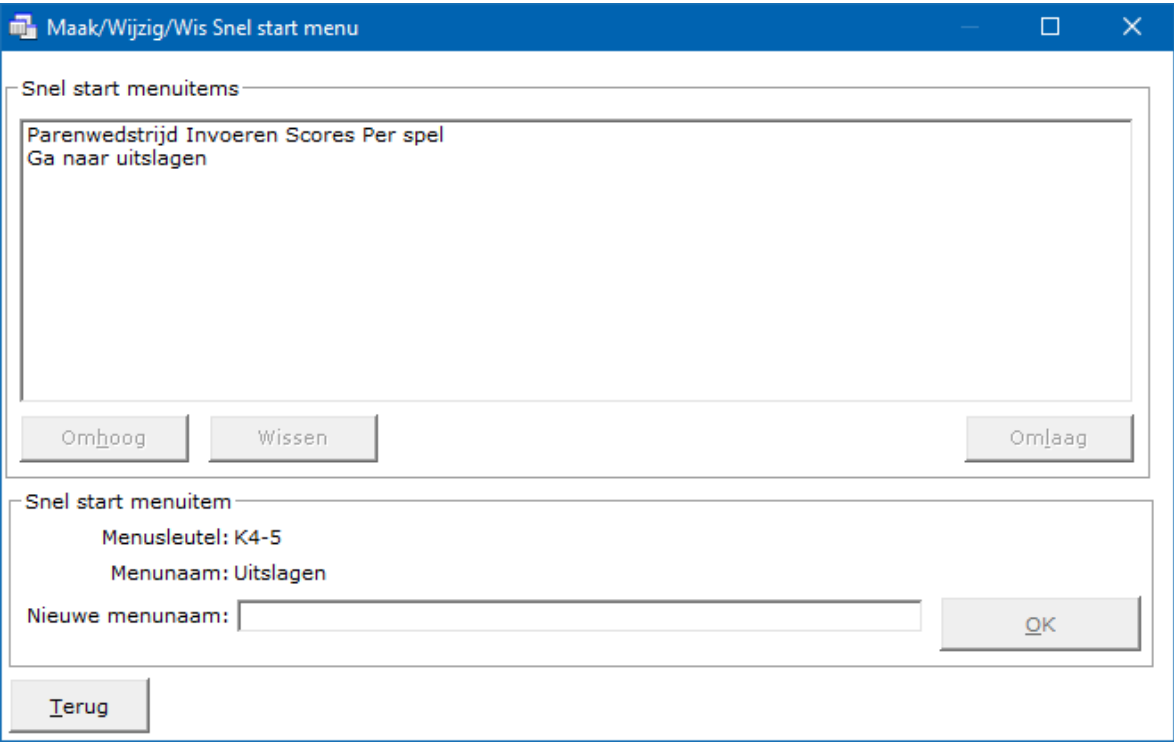 Maak/Wijzig/Wis Snel start menu
Snel start menuitems
Parenwedstrijd Invoeren Scores Per spel
Ga naar uitslagen
Omhoog Wissen Omlaag
Snel start menuitem
Menusleutel: K4-5
Menunaam: Uitslagen
Nieuwe menunaam: OK
Terug